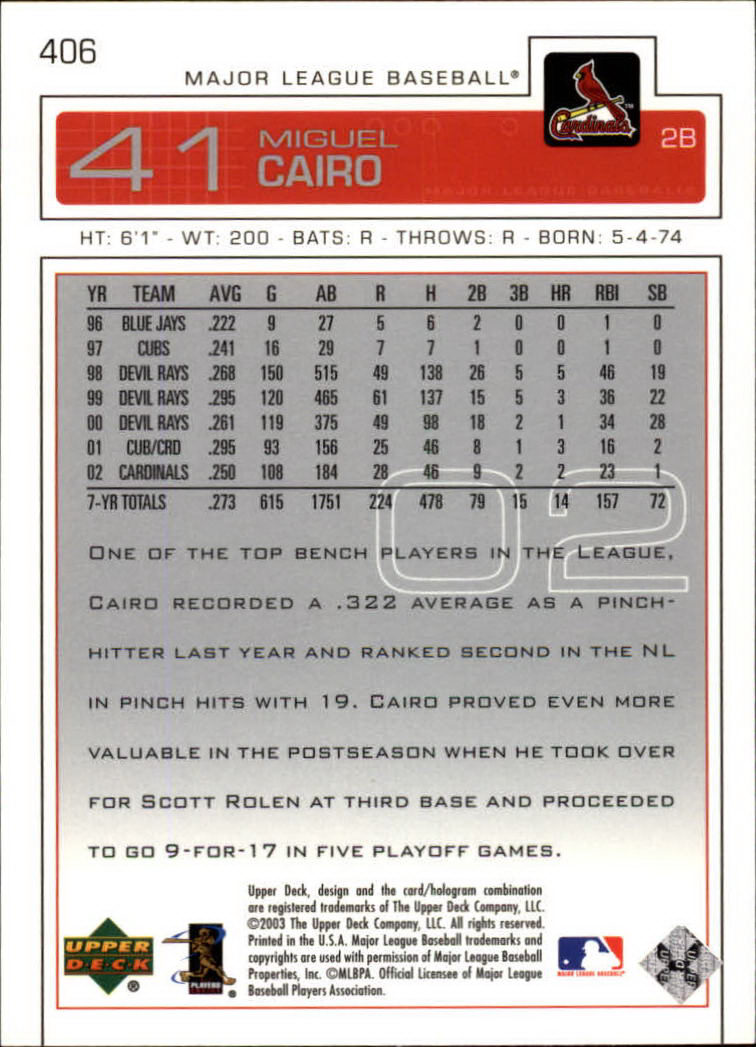 406
MAJOR LEAGUE BASEBALL®
Cardinals™
41 MIGUEL CAIRO 2B
MAJOR LEAGUE BASEBALL
HT: 6'1" - WT: 200 - BATS: R - THROWS: R - BORN: 5-4-74
YR TEAM AVG G AB R H 2B 3B HR RBI SB
96 BLUE JAYS .222 9 27 5 6 2 0 0 1 0
97 CUBS .241 16 29 7 7 1 0 0 1 0
98 DEVIL RAYS .268 150 515 49 138 26 5 5 46 19
99 DEVIL RAYS .295 120 465 61 137 15 5 3 36 22
00 DEVIL RAYS .261 119 375 49 98 18 2 1 34 28
01 CUB/CRD .295 93 156 25 46 8 1 3 16 2
02 CARDINALS .250 108 184 28 46 9 2 2 23 1
7-YR TOTALS .273 615 1751 224 478 79 15 14 157 72
02
ONE OF THE TOP BENCH PLAYERS IN THE LEAGUE,
CAIRO RECORDED A .322 AVERAGE AS A PINCH-
HITTER LAST YEAR AND RANKED SECOND IN THE NL
IN PINCH HITS WITH 19. CAIRO PROVED EVEN MORE
VALUABLE IN THE POSTSEASON WHEN HE TOOK OVER
FOR SCOTT ROLEN AT THIRD BASE AND PROCEEDED
TO GO 9-FOR-17 IN FIVE PLAYOFF GAMES.
Upper Deck, design and the card/hologram combination
are registered trademarks of The Upper Deck Company, LLC.
©2003 The Upper Deck Company, LLC. All rights reserved.
Printed in the U.S.A. Major League Baseball trademarks and
copyrights are used with permission of Major League Baseball
Properties, Inc. ©MLBPA. Official Licensee of Major League
Baseball Players Association.
UPPER
D·E·C·K
®
PLAYERS
CHOICE
®
MAJOR LEAGUE BASEBALL®